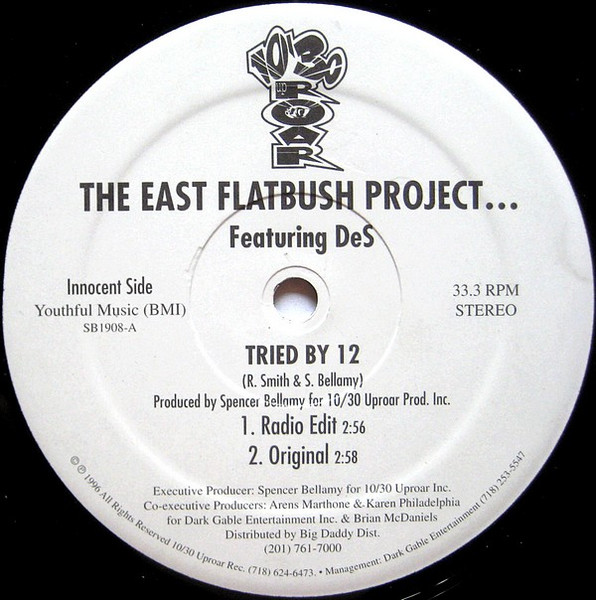 10/30
UP
ROAR
THE EAST FLATBUSH PROJECT...
Featuring DeS
Innocent Side
Youthful Music (BMI)
SB1908-A
33.3 RPM
STEREO
TRIED BY 12
(R. Smith & S. Bellamy)
Produced by Spencer Bellamy for 10/30 Uproar Prod. Inc.
1. Radio Edit 2:56
2. Original 2:58
Executive Producer: Spencer Bellamy for 10/30 Uproar Inc.
Co-executive Producers: Arens Marthone & Karen Philadelphia
for Dark Gable Entertainment Inc. & Brian McDaniels
Distributed by Big Daddy Dist.
(201) 761-7000
© ℗ 1996 All Rights Reserved 10/30 Uproar Rec. (718) 624-6473. • Management: Dark Gable Entertainment (718) 253-5547